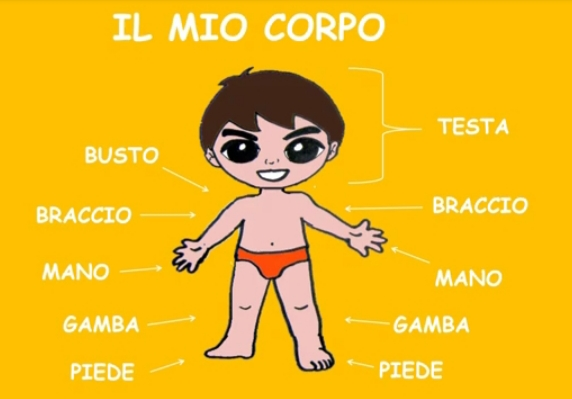 IL MIO CORPO
TESTA
BUSTO
BRACCIO
BRACCIO
MANO
MANO
GAMBA
GAMBA
PIEDE
PIEDE